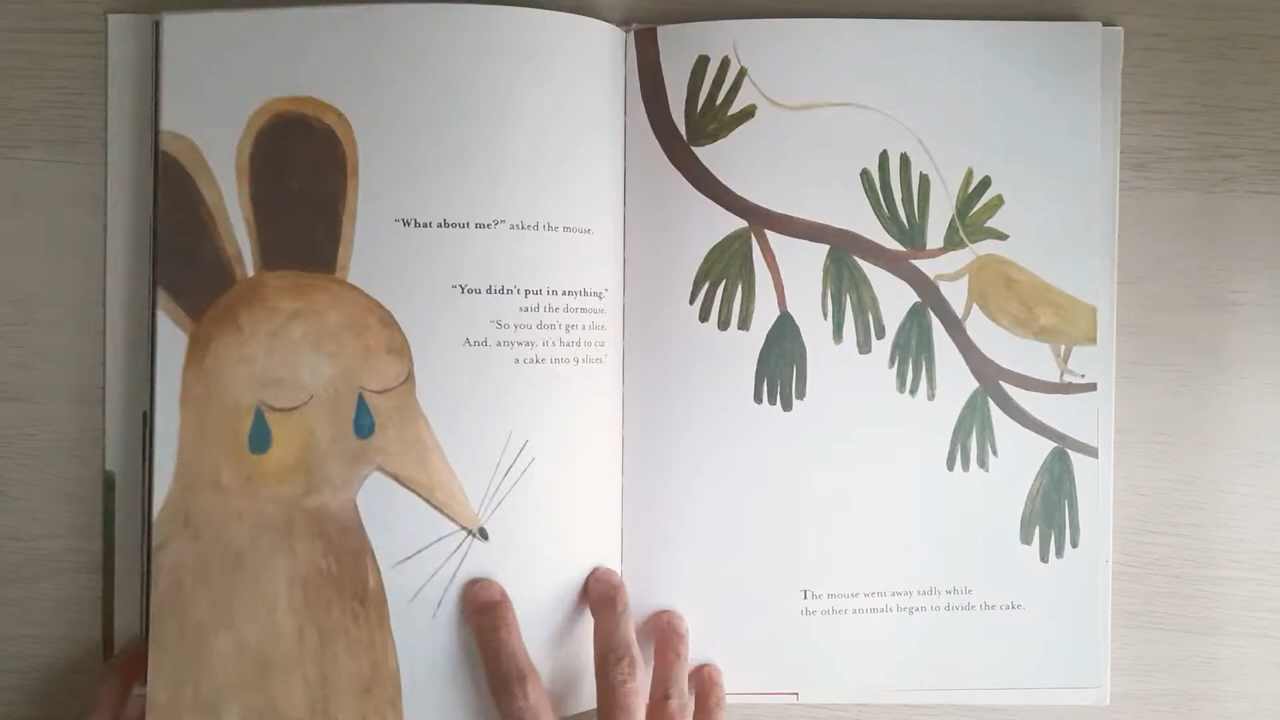 “What about me?” asked the mouse.
“You didn't put in anything,”
said the dormouse.
“So you don't get a slice.
And, anyway, it's hard to cut
a cake into 9 slices.”
The mouse went away sadly while
the other animals began to divide the cake.